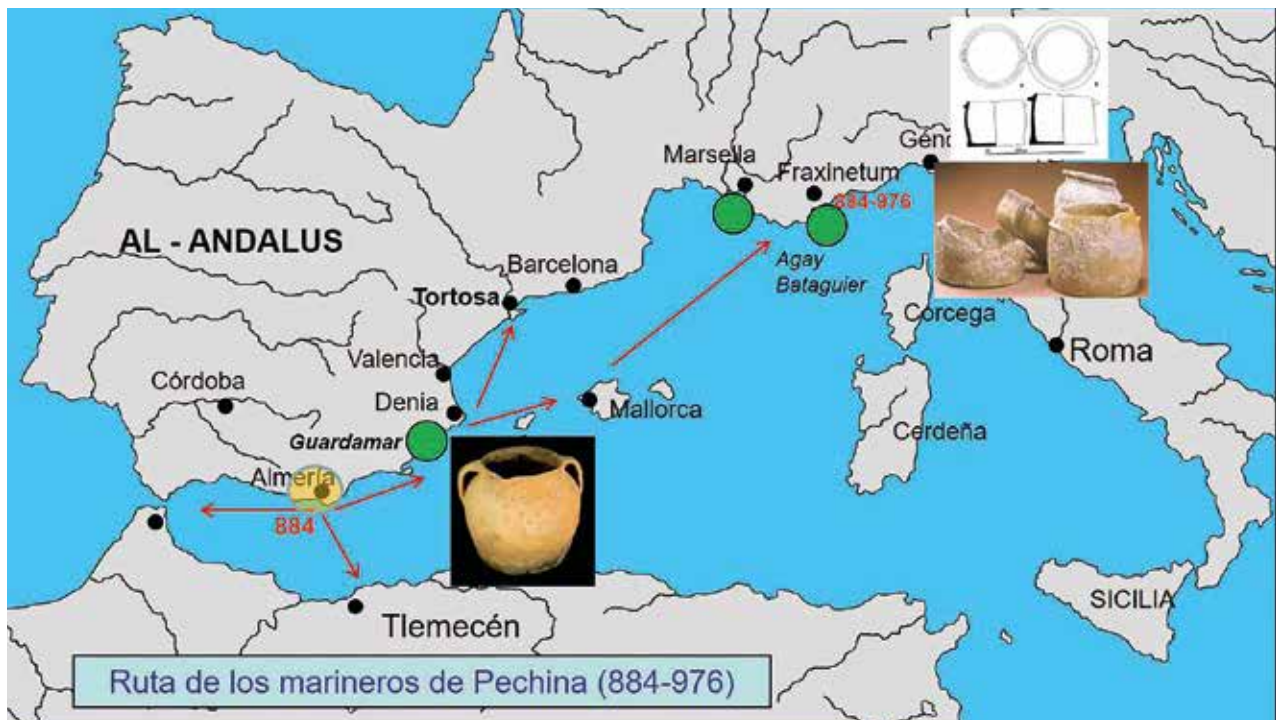 Marsella
Génc
Fraxinetum
884-976
AL - ANDALUS
Agay
Bataguier
Barcelona
Tortosa
Córcega
Roma
Valencia
Córdoba
Denia
Mallorca
Cerdeña
Guardamar
Almería
884
SICILIA
Tlemecén
Ruta de los marineros de Pechina (884-976)